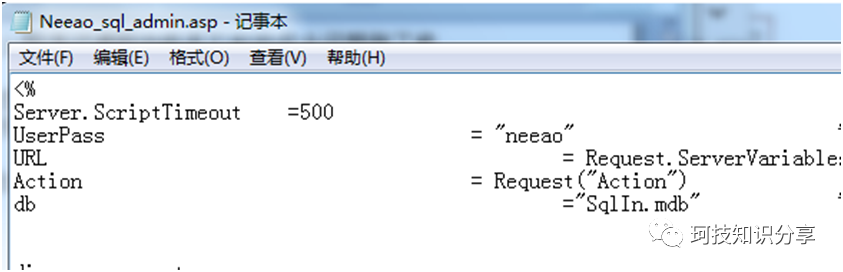 Neeao_sql_admin.asp - 记事本
文件(F) 编辑(E) 格式(O) 查看(V) 帮助(H)
<%
Server.ScriptTimeout =500
UserPass = "neeao" '
URL = Request.ServerVariables
Action = Request("Action")
db ="SqlIn.mdb" '
珂技知识分享